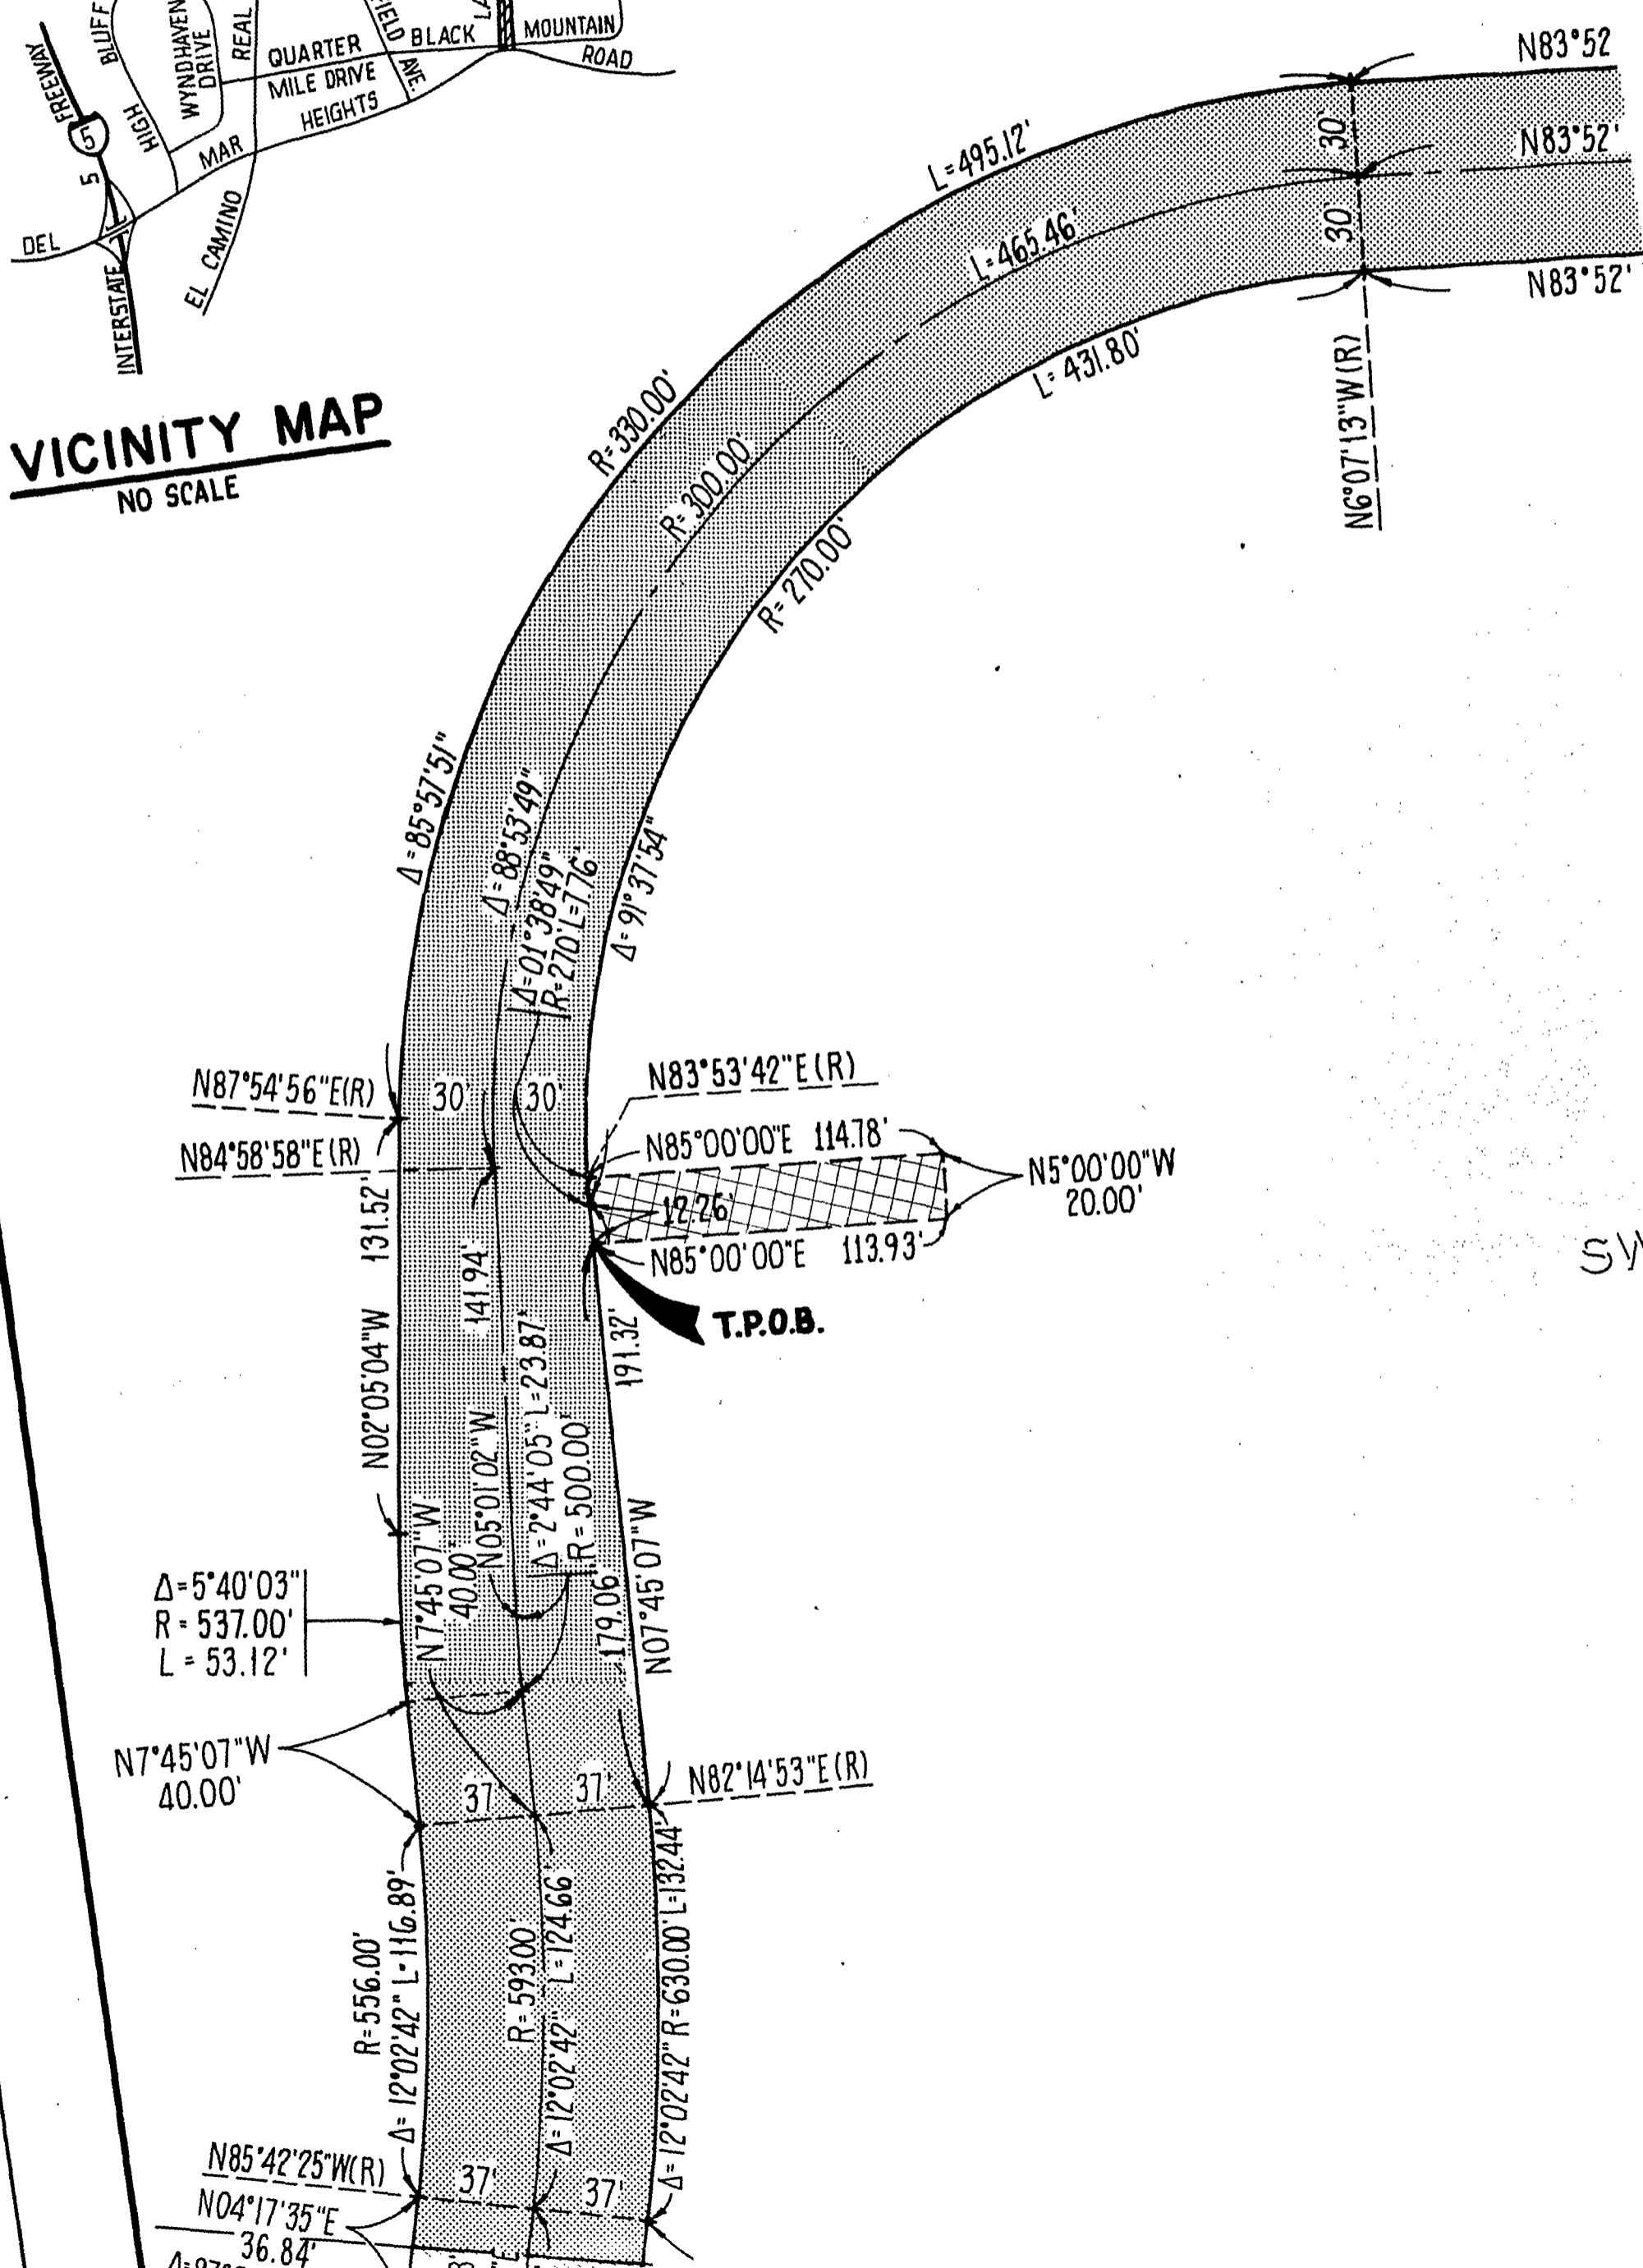 FREEWAY
5
5
INTERSTATE
BLUFF
HIGH
WYNDHAVEN
DRIVE
REAL
EL CAMINO
DEL
MAR
HEIGHTS
QUARTER
MILE DRIVE
FIELD
AVE.
BLACK
LA
MOUNTAIN
ROAD
VICINITY MAP
NO SCALE
N83°52
N83°52'
N83°52'
30'
30'
N6°07'13"W(R)
L=495.12'
L=465.46'
L=431.80'
R=330.00'
R=300.00'
R=270.00'
Δ=85°57'51"
Δ=88°53'49"
Δ=01°38'49"
R=270' L=7.76'
Δ=91°37'54"
N87°54'56"E(R)
30'
30'
N84°58'58"E(R)
N83°53'42"E(R)
N85°00'00"E 114.78'
N5°00'00"W
20.00'
12.26'
N85°00'00"E 113.93'
T.P.O.B.
SW
131.52'
N02°05'04"W
141.94'
N05°01'02"W
Δ=2°44'05" L=23.87'
R=500.00'
191.32'
179.06'
N07°45'07"W
N7°45'07"W
40.00'
Δ=5°40'03"
R=537.00'
L=53.12'
N7°45'07"W
40.00'
37'
37'
N82°14'53"E(R)
R=556.00'
Δ=12°02'42" L=116.89'
R=593.00'
Δ=12°02'42" L=124.66'
Δ=12°02'42" R=630.00' L=132.44'
N85°42'25"W(R)
37'
37'
N04°17'35"E
36.84'